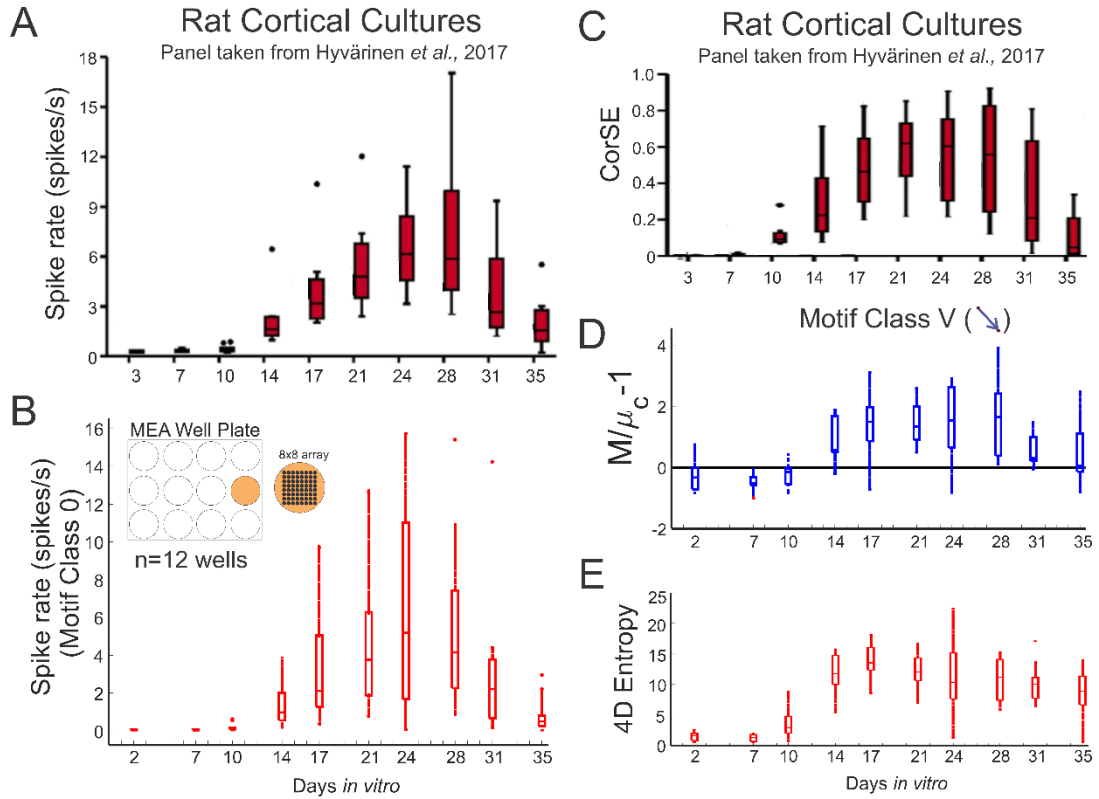 A
Rat Cortical Cultures
Panel taken from Hyvärinen et al., 2017
Spike rate (spikes/s)
18
15
12
9
6
3
0
3 7 10 14 17 21 24 28 31 35
B
MEA Well Plate
8x8 array
n=12 wells
Spike rate (spikes/s)
(Motif Class 0)
16
14
12
10
8
6
4
2
0
2 7 10 14 17 21 24 28 31 35
Days in vitro
C
Rat Cortical Cultures
Panel taken from Hyvärinen et al., 2017
CorSE
1.0
0.8
0.6
0.4
0.2
0
3 7 10 14 17 21 24 28 31 35
D
Motif Class V (↘)
M/μc-1
4
2
0
-2
2 7 10 14 17 21 24 28 31 35
E
4D Entropy
25
20
15
10
5
0
2 7 10 14 17 21 24 28 31 35
Days in vitro